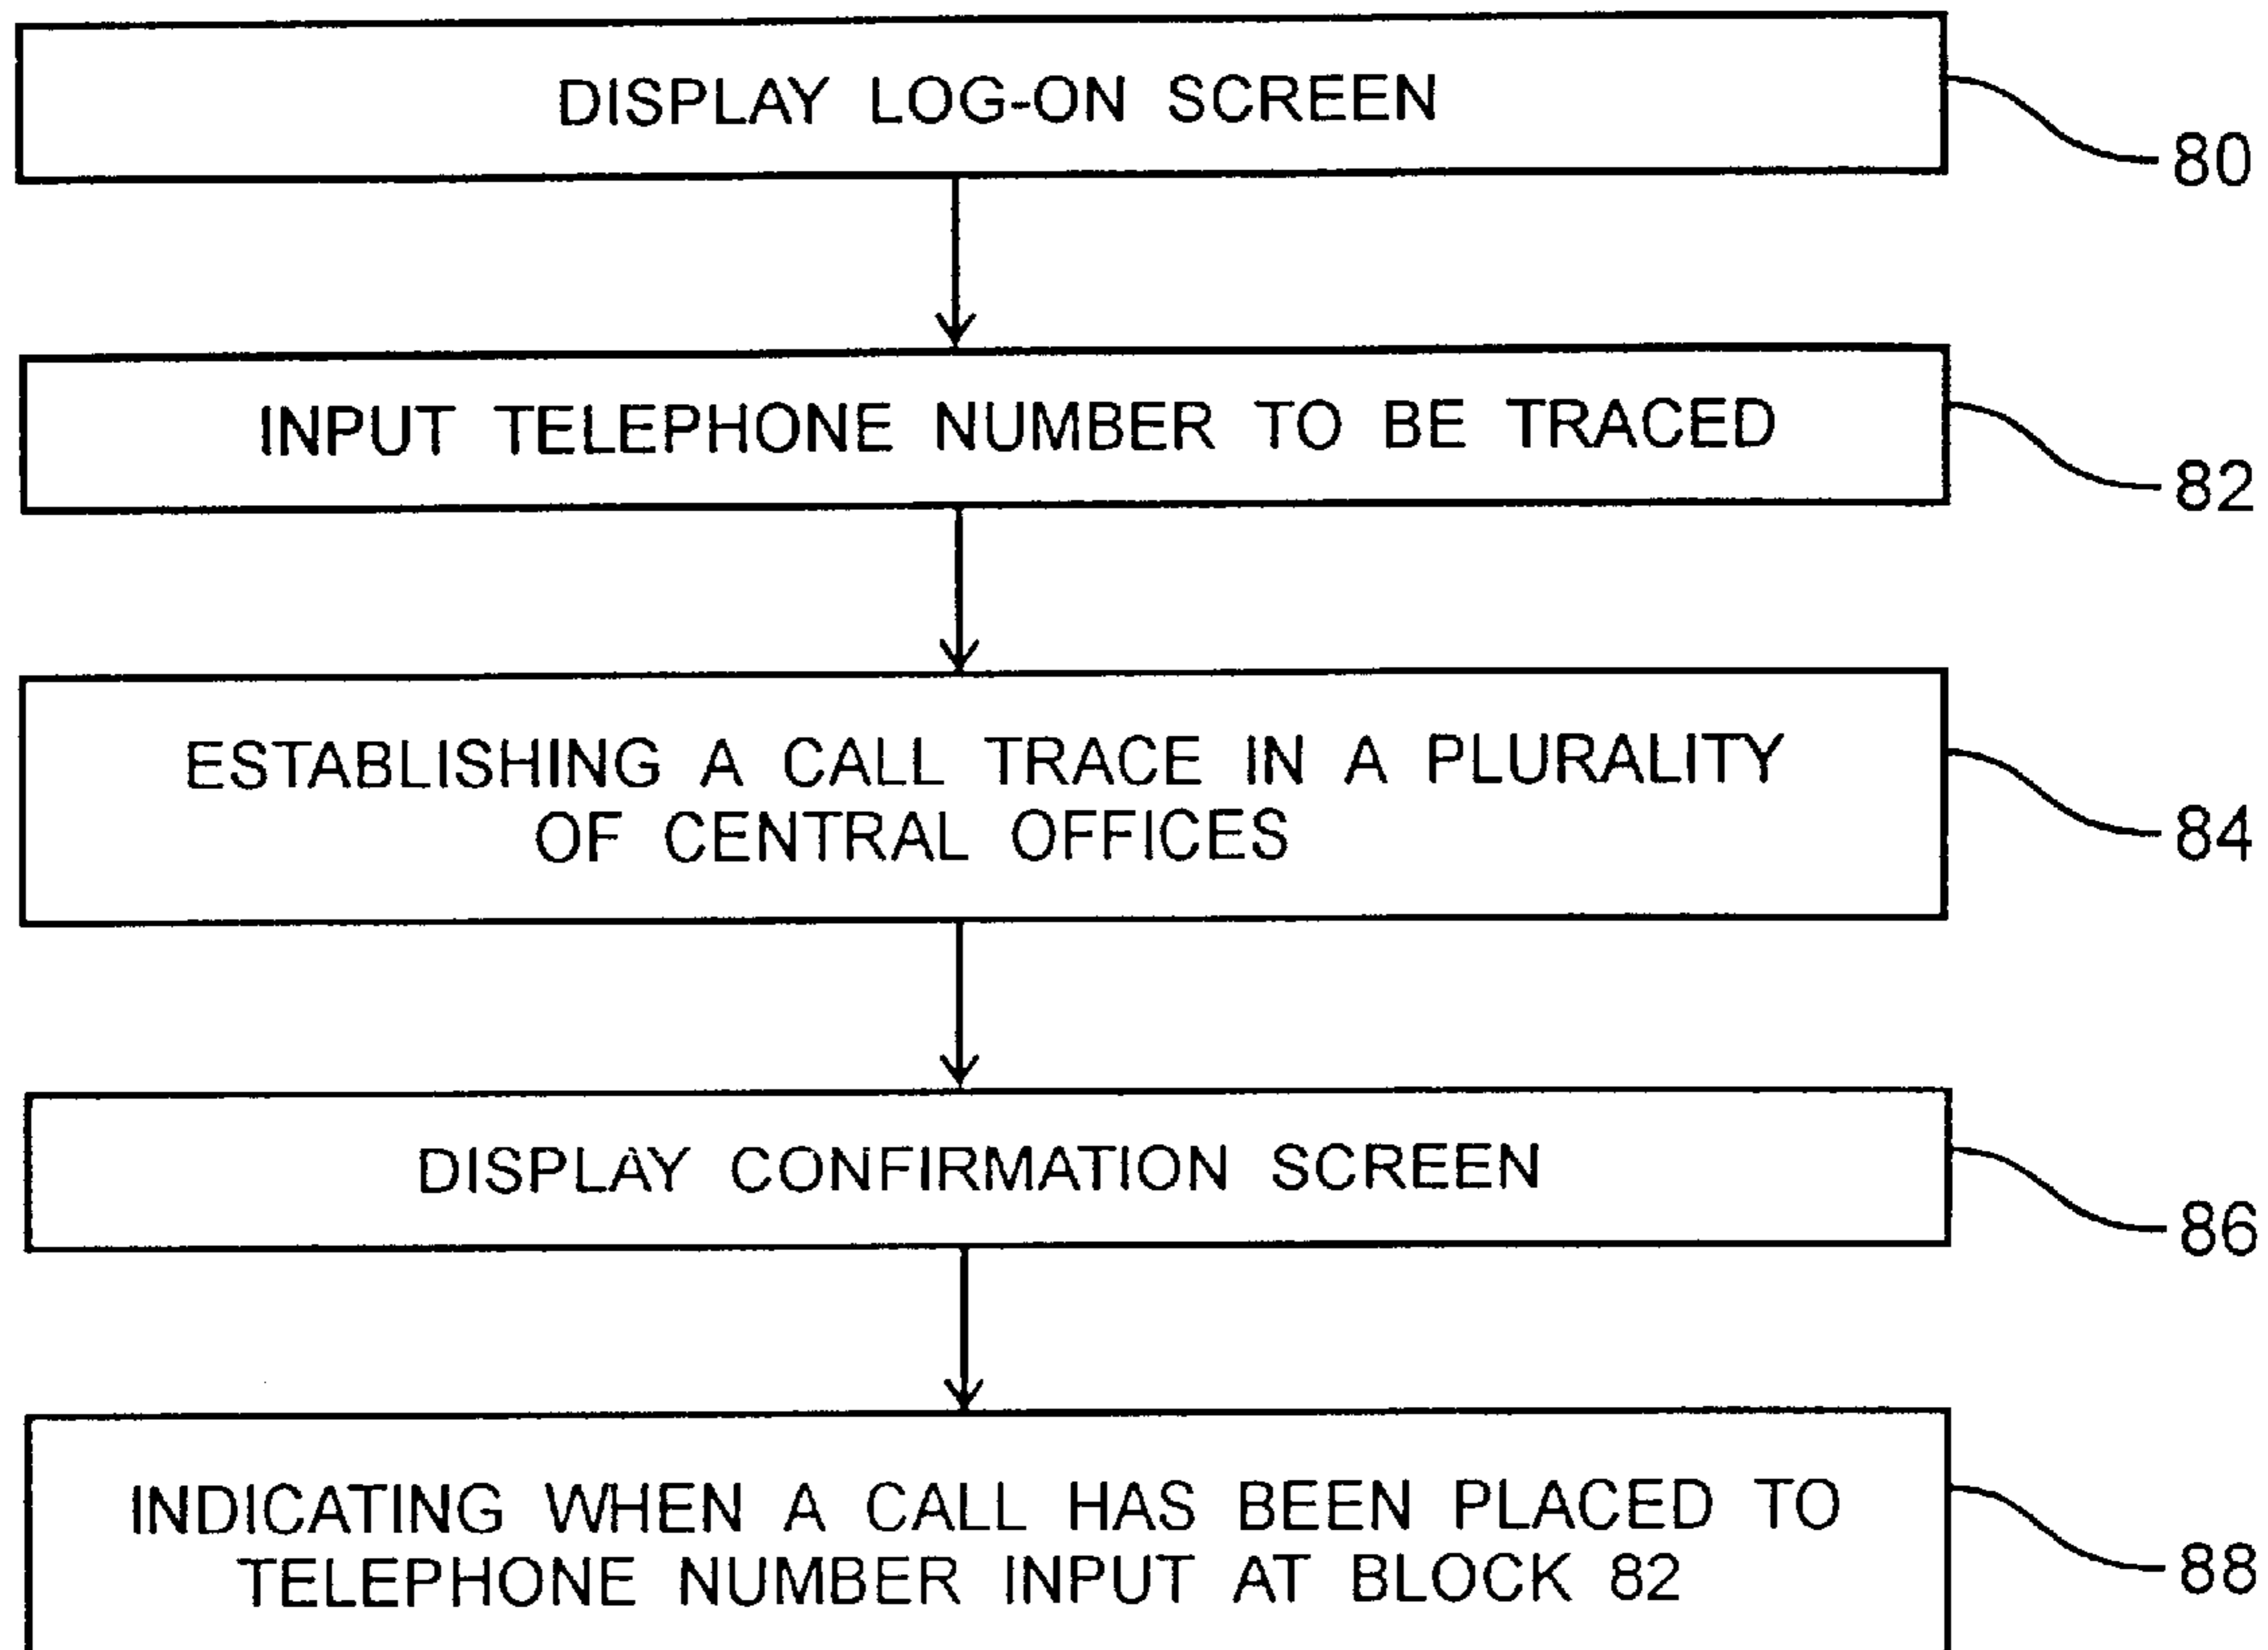 DISPLAY LOG-ON SCREEN
80
INPUT TELEPHONE NUMBER TO BE TRACED
82
ESTABLISHING A CALL TRACE IN A PLURALITY
OF CENTRAL OFFICES
84
DISPLAY CONFIRMATION SCREEN
86
INDICATING WHEN A CALL HAS BEEN PLACED TO
TELEPHONE NUMBER INPUT AT BLOCK 82
88